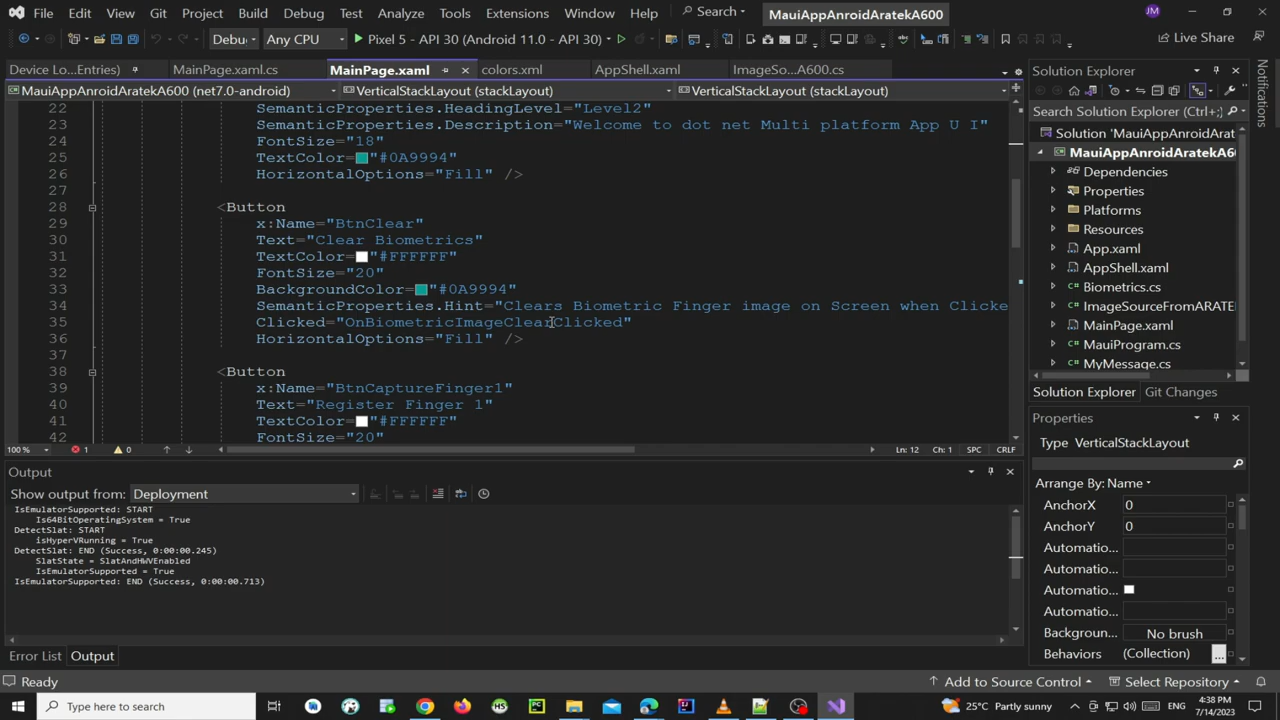 File Edit View Git Project Build Debug Test Analyze Tools Extensions Window Help Search MauiAppAnroidAratekA600 JM
Debu Any CPU Pixel 5 - API 30 (Android 11.0 - API 30) Live Share
Device Lo...Entries) MainPage.xaml.cs MainPage.xaml colors.xml AppShell.xaml ImageSo...A600.cs
MauiAppAnroidAratekA600 (net7.0-android) VerticalStackLayout (stackLayout) VerticalStackLayout (stackLayout)
22 SemanticProperties.HeadingLevel="Level2"
23 SemanticProperties.Description="Welcome to dot net Multi platform App U I"
24 FontSize="18"
25 TextColor="#0A9994"
26 HorizontalOptions="Fill" />
27
28 <Button
29 x:Name="BtnClear"
30 Text="Clear Biometrics"
31 TextColor="#FFFFFF"
32 FontSize="20"
33 BackgroundColor="#0A9994"
34 SemanticProperties.Hint="Clears Biometric Finger image on Screen when Clicke
35 Clicked="OnBiometricImageClearClicked"
36 HorizontalOptions="Fill" />
37
38 <Button
39 x:Name="BtnCaptureFinger1"
40 Text="Register Finger 1"
41 TextColor="#FFFFFF"
42 FontSize="20"
100 % 1 0 Ln: 12 Ch: 1 SPC CRLF
Output
Show output from: Deployment
IsEmulatorSupported: START
Is64BitOperatingSystem = True
DetectSlat: START
isHyperVRunning = True
DetectSlat: END (Success, 0:00:00.245)
SlatState = SlatAndHWVEnabled
IsEmulatorSupported = True
IsEmulatorSupported: END (Success, 0:00:00.713)
Error List Output
Solution Explorer
Search Solution Explorer (Ctrl+;)
Solution 'MauiAppAnroidArat
MauiAppAnroidAratekA600
Dependencies
Properties
Platforms
Resources
App.xaml
AppShell.xaml
Biometrics.cs
ImageSourceFromARATE
MainPage.xaml
MauiProgram.cs
MyMessage.cs
Solution Explorer Git Changes
Properties
Type VerticalStackLayout
Arrange By: Name
AnchorX 0
AnchorY 0
Automatio...
Automatio...
Automatio...
Automatio...
Backgroun... No brush
Behaviors (Collection) ...
Notifications
Ready Add to Source Control Select Repository
Type here to search HS PC 25°C Partly sunny ENG 4:38 PM
7/14/2023